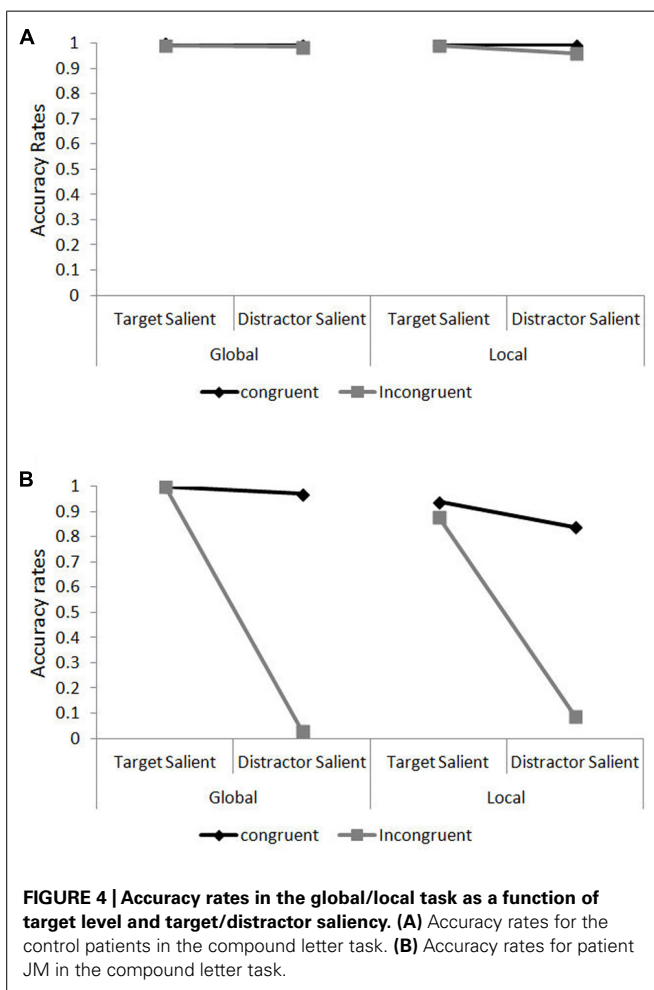 A
1
0.9
0.8
0.7
0.6
0.5
0.4
0.3
0.2
0.1
0
Accuracy Rates
Target Salient Distractor Salient Target Salient Distractor Salient
Global Local
congruent Incongruent
B
1
0.9
0.8
0.7
0.6
0.5
0.4
0.3
0.2
0.1
0
Accuracy rates
Target Salient Distractor Salient Target Salient Distractor Salient
Global Local
congruent Incongruent
FIGURE 4 | Accuracy rates in the global/local task as a function of
target level and target/distractor saliency. (A) Accuracy rates for the
control patients in the compound letter task. (B) Accuracy rates for patient
JM in the compound letter task.